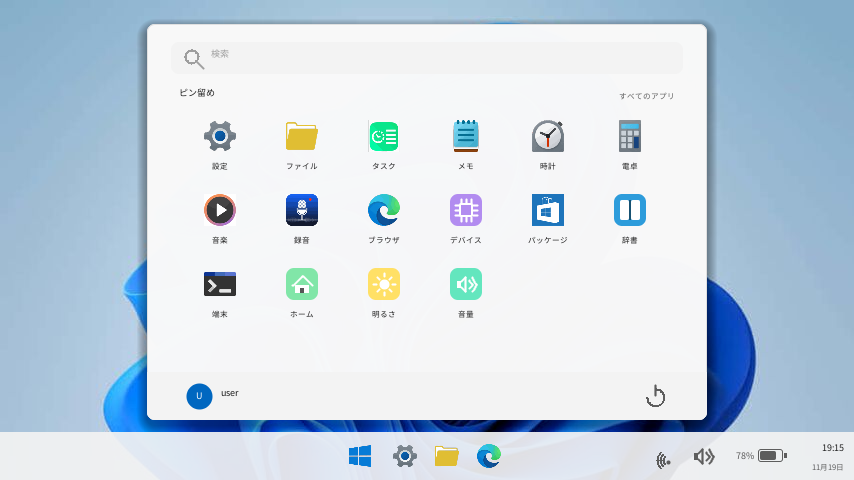 検索
ピン留め
すべてのアプリ
設定
ファイル
タスク
メモ
時計
電卓
音楽
録音
ブラウザ
デバイス
パッケージ
辞書
端末
ホーム
明るさ
音量
U
user
78%
19:15
11月19日